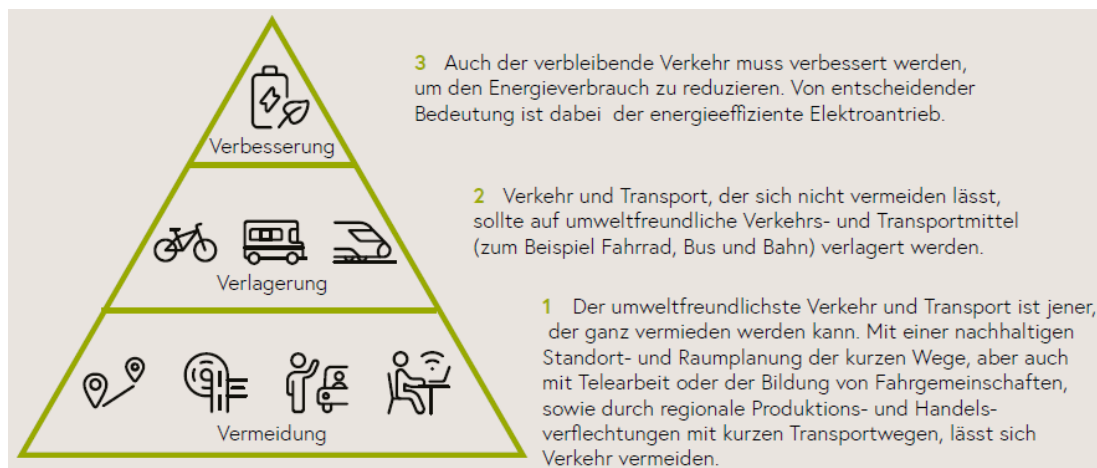 3 Auch der verbleibende Verkehr muss verbessert werden,
um den Energieverbrauch zu reduzieren. Von entscheidender
Bedeutung ist dabei der energieeffiziente Elektroantrieb.
Verbesserung
2 Verkehr und Transport, der sich nicht vermeiden lässt,
sollte auf umweltfreundliche Verkehrs- und Transportmittel
(zum Beispiel Fahrrad, Bus und Bahn) verlagert werden.
Verlagerung
1 Der umweltfreundlichste Verkehr und Transport ist jener,
der ganz vermieden werden kann. Mit einer nachhaltigen
Standort- und Raumplanung der kurzen Wege, aber auch
mit Telearbeit oder der Bildung von Fahrgemeinschaften,
sowie durch regionale Produktions- und Handels-
verflechtungen mit kurzen Transportwegen, lässt sich
Verkehr vermeiden.
Vermeidung